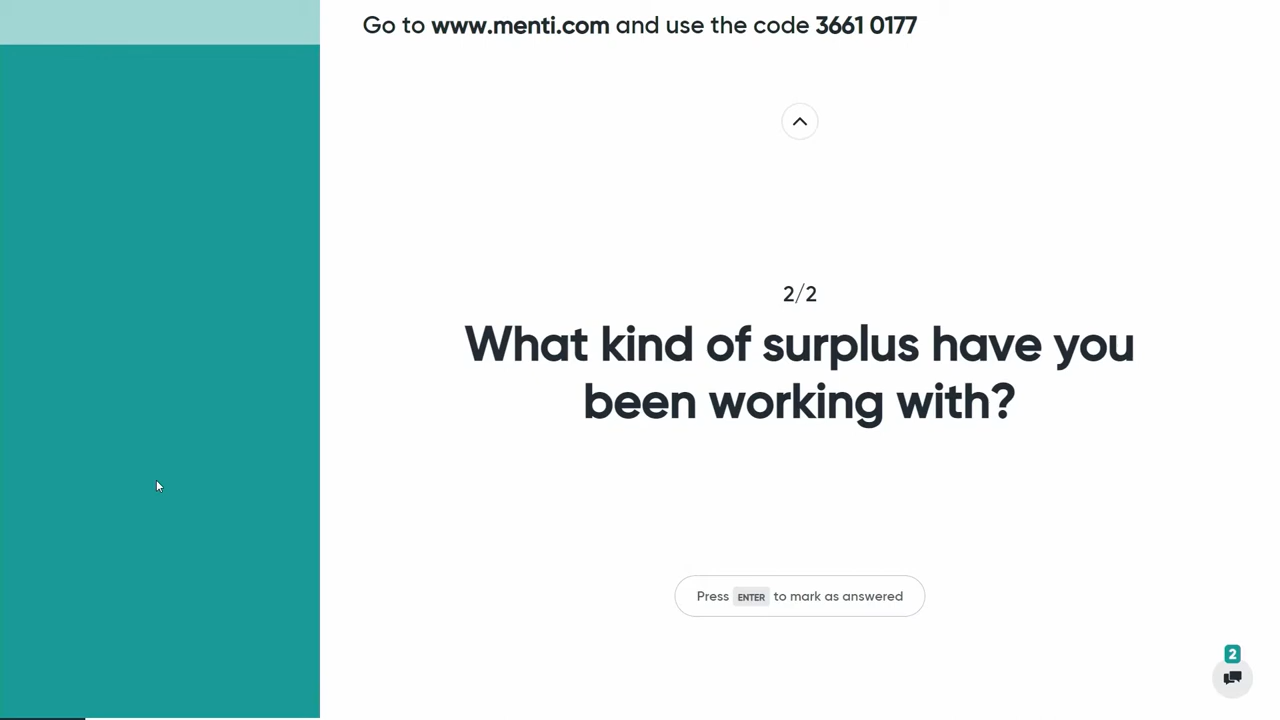 Go to www.menti.com and use the code 3661 0177
2/2
What kind of surplus have you
been working with?
Press ENTER to mark as answered
2